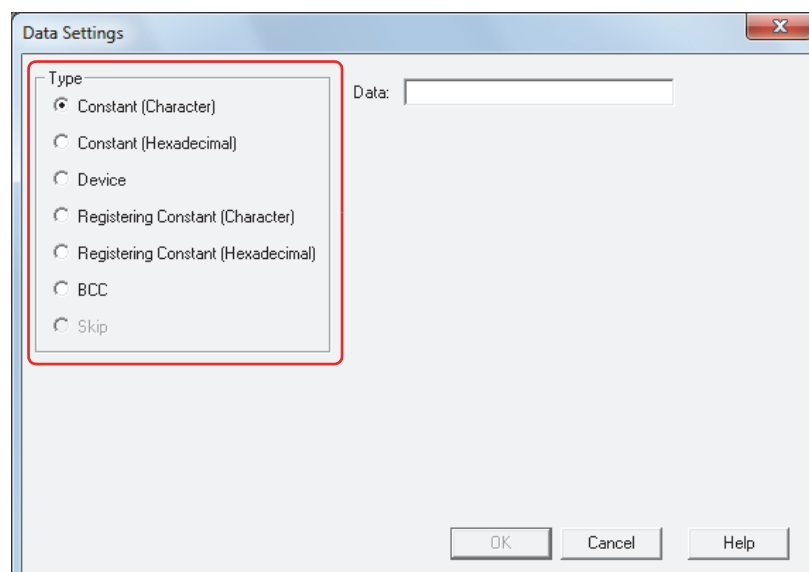 Data Settings
Type
Constant (Character)
Constant (Hexadecimal)
Device
Registering Constant (Character)
Registering Constant (Hexadecimal)
BCC
Skip
Data:
OK Cancel Help